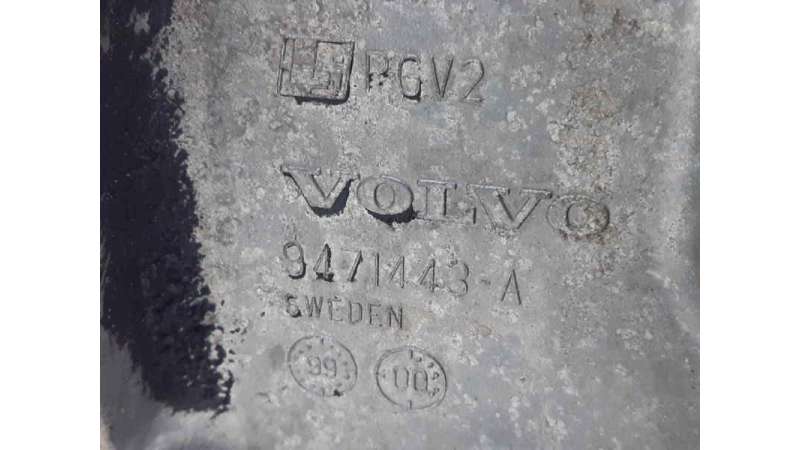 PGV2
VOLVO
9471443-A
SWEDEN
99 00